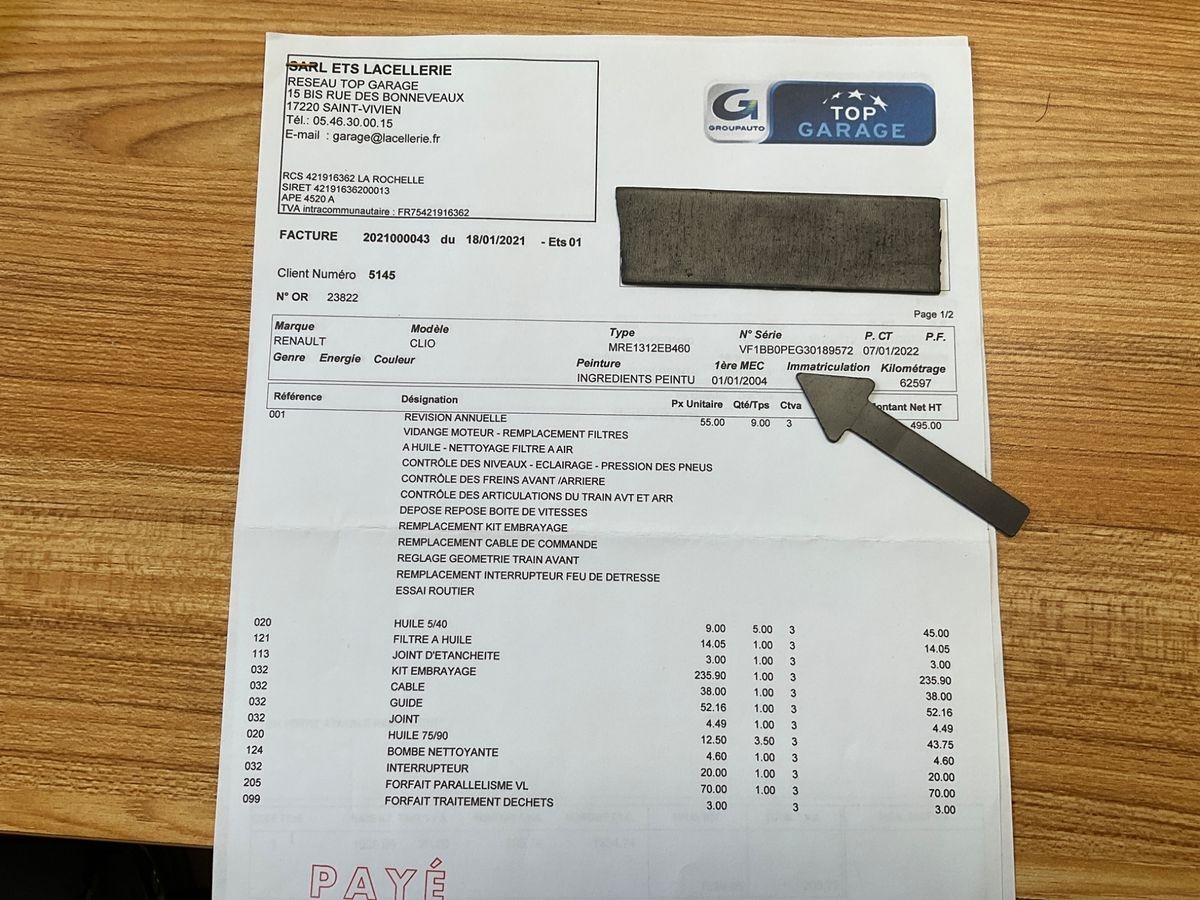 SARL ETS LACELLERIE
RESEAU TOP GARAGE
15 BIS RUE DES BONNEVEAUX
17220 SAINT-VIVIEN
Tél.: 05.46.30.00.15
E-mail : garage@lacellerie.fr
RCS 421916362 LA ROCHELLE
SIRET 42191636200013
APE 4520 A
TVA intracommunautaire : FR75421916362
G
GROUPAUTO
TOP
GARAGE
FACTURE 2021000043 du 18/01/2021 - Ets 01
Client Numéro 5145
N° OR 23822
Page 1/2
Marque Modèle Type N° Série P. CT P.F.
RENAULT CLIO MRE1312EB460 VF1BB0PEG30189572 07/01/2022
Genre Energie Couleur Peinture 1ère MEC Immatriculation Kilométrage
INGREDIENTS PEINTU 01/01/2004 62597
Référence Désignation Px Unitaire Qté/Tps Ctva Montant Net HT
001 REVISION ANNUELLE 55.00 9.00 3 495.00
VIDANGE MOTEUR - REMPLACEMENT FILTRES
A HUILE - NETTOYAGE FILTRE A AIR
CONTRÔLE DES NIVEAUX - ECLAIRAGE - PRESSION DES PNEUS
CONTRÔLE DES FREINS AVANT /ARRIERE
CONTRÔLE DES ARTICULATIONS DU TRAIN AVT ET ARR
DEPOSE REPOSE BOITE DE VITESSES
REMPLACEMENT KIT EMBRAYAGE
REMPLACEMENT CABLE DE COMMANDE
REGLAGE GEOMETRIE TRAIN AVANT
REMPLACEMENT INTERRUPTEUR FEU DE DETRESSE
ESSAI ROUTIER
020 HUILE 5/40 9.00 5.00 3 45.00
121 FILTRE A HUILE 14.05 1.00 3 14.05
113 JOINT D'ETANCHEITE 3.00 1.00 3 3.00
032 KIT EMBRAYAGE 235.90 1.00 3 235.90
032 CABLE 38.00 1.00 3 38.00
032 GUIDE 52.16 1.00 3 52.16
032 JOINT 4.49 1.00 3 4.49
020 HUILE 75/90 12.50 3.50 3 43.75
124 BOMBE NETTOYANTE 4.60 1.00 3 4.60
032 INTERRUPTEUR 20.00 1.00 3 20.00
205 FORFAIT PARALLELISME VL 70.00 1.00 3 70.00
099 FORFAIT TRAITEMENT DECHETS 3.00 3 3.00
PAYÉ